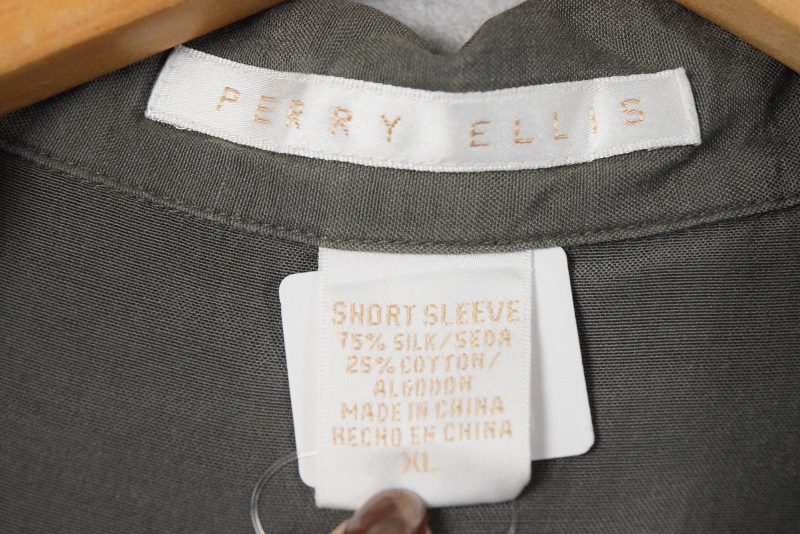 PERRY ELLIS
SHORT SLEEVE
75% SILK/SEDA
25% COTTON/
ALGODON
MADE IN CHINA
HECHO EN CHINA
XL